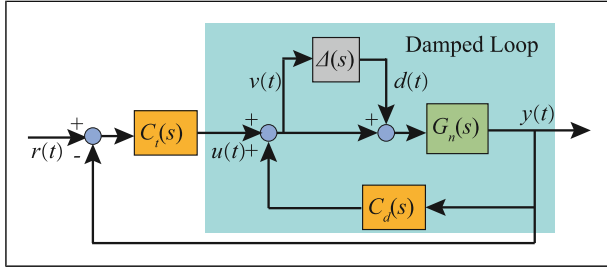 Damped Loop
Δ(s)
v(t)
d(t)
+
r(t)
-
C_t(s)
+
u(t)
+
+
G_n(s)
y(t)
C_d(s)